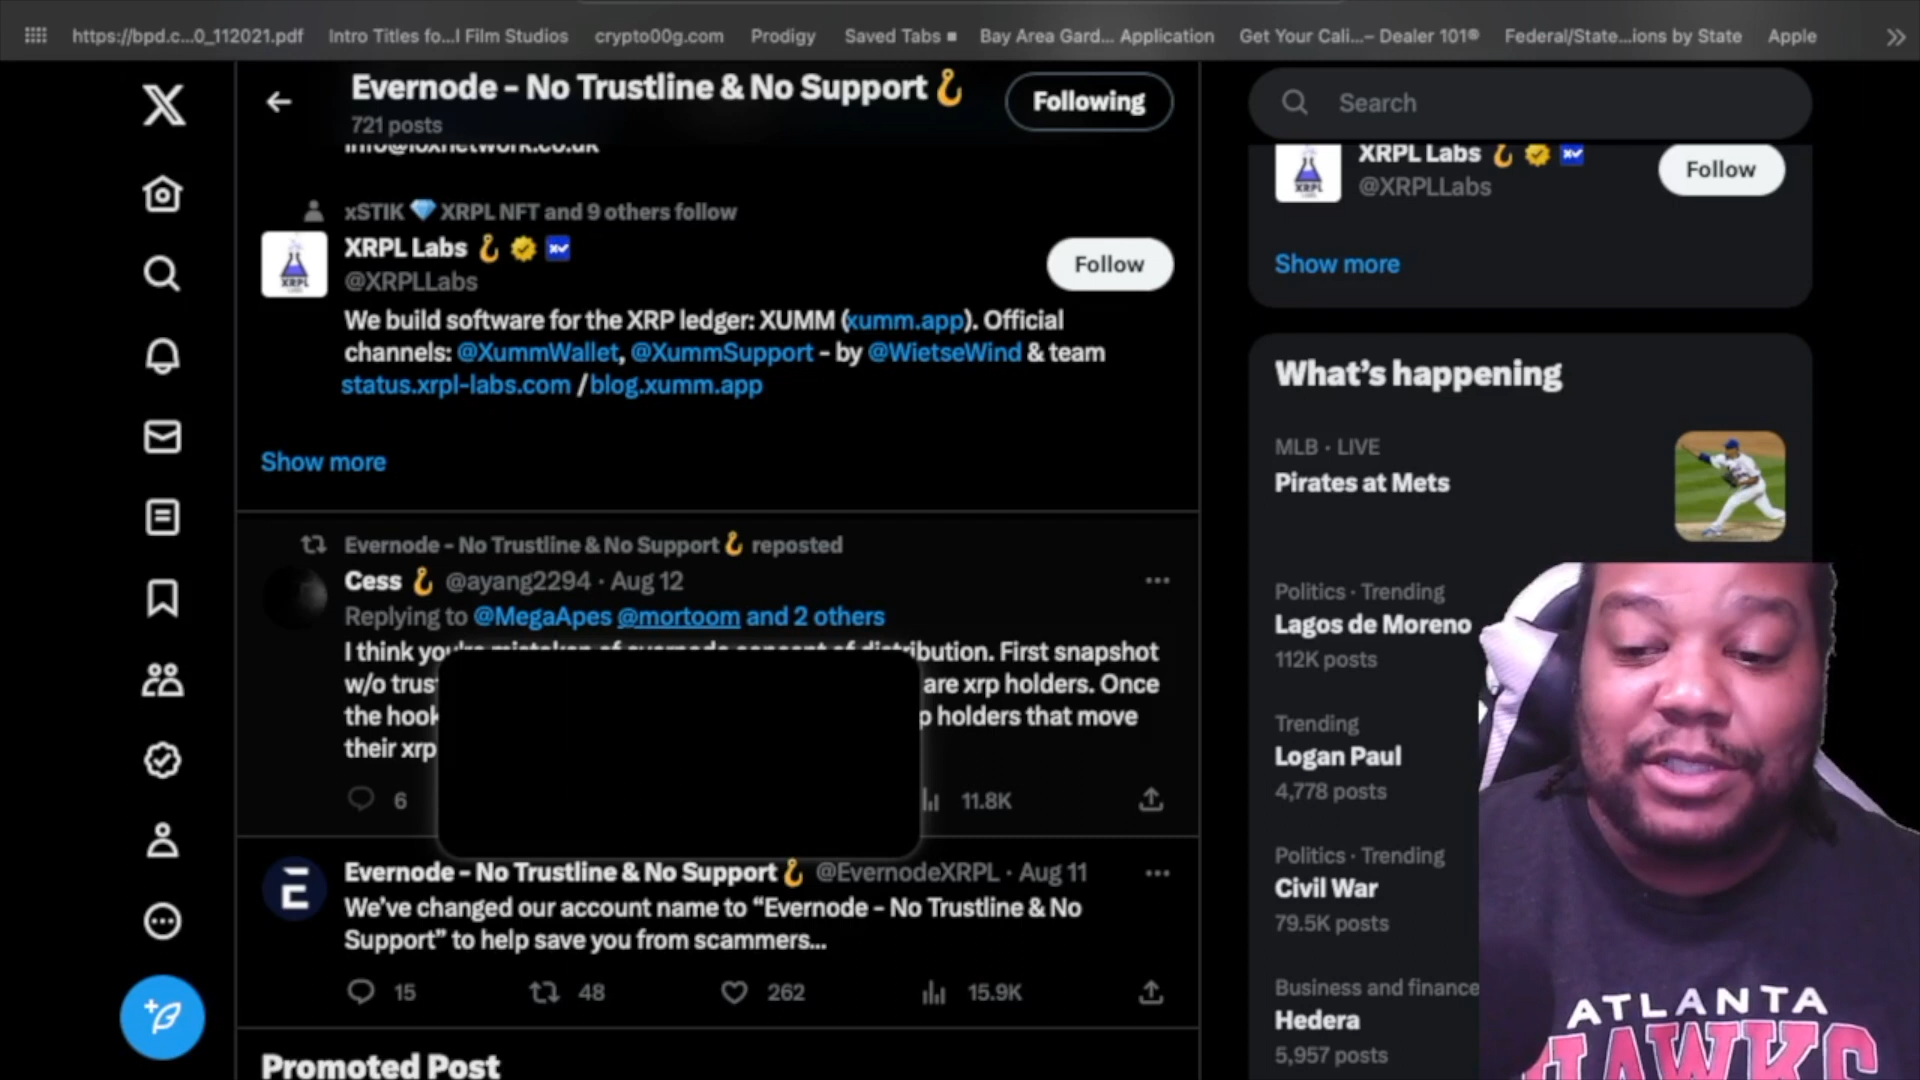 https://bpd.c...0_112021.pdf Intro Titles fo...l Film Studios crypto00g.com Prodigy Saved Tabs Bay Area Gard... Application Get Your Cali...– Dealer 101® Federal/State...ions by State Apple
Evernode - No Trustline & No Support🪝
721 posts
Following
Search
info@loxnetwork.co.uk
xSTIK 💎 XRPL NFT and 9 others follow
XRPL Labs 🪝
@XRPLLabs
Follow
We build software for the XRP ledger: XUMM (xumm.app). Official
channels: @XummWallet, @XummSupport - by @WietseWind & team
status.xrpl-labs.com / blog.xumm.app
Show more
Evernode - No Trustline & No Support🪝 reposted
Cess 🪝 @ayang2294 · Aug 12
Replying to @MegaApes @mortoom and 2 others
I think you're mistaken of evernode concept of distribution. First snapshot
w/o trus are xrp holders. Once
the hook p holders that move
their xrp
6 11.8K
Evernode - No Trustline & No Support🪝 @EvernodeXRPL · Aug 11
We've changed our account name to “Evernode - No Trustline & No
Support” to help save you from scammers...
15 48 262 15.9K
Promoted Post
XRPL Labs 🪝
@XRPLLabs
Follow
Show more
What's happening
MLB · LIVE
Pirates at Mets
Politics · Trending
Lagos de Moreno
112K posts
Trending
Logan Paul
4,778 posts
Politics · Trending
Civil War
79.5K posts
Business and finance
Hedera
5,957 posts
XRPL
XRPL
E
ATLANTA
HAWKS